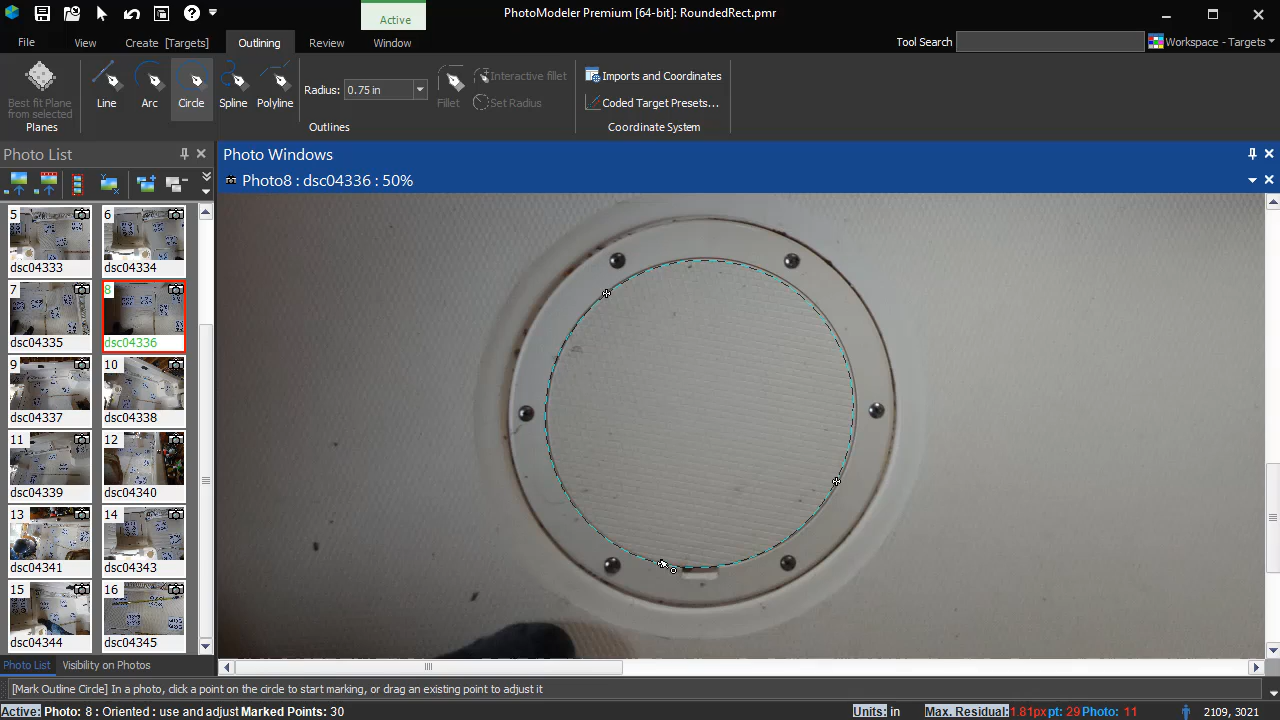 Active
PhotoModeler Premium [64-bit]: RoundedRect.pmr
File
View
Create [Targets]
Outlining
Review
Window
Tool Search
Workspace - Targets
Best fit Plane
from selected
Planes
Line
Arc
Circle
Spline
Polyline
Radius:
0.75 in
Fillet
Interactive fillet
Set Radius
Outlines
Imports and Coordinates
Coded Target Presets...
Coordinate System
Photo List
Photo Windows
Photo8 : dsc04336 : 50%
5
dsc04333
6
dsc04334
7
dsc04335
8
dsc04336
9
dsc04337
10
dsc04338
11
dsc04339
12
dsc04340
13
dsc04341
14
dsc04343
15
dsc04344
16
dsc04345
Photo List
Visibility on Photos
[Mark Outline Circle] In a photo, click a point on the circle to start marking, or drag an existing point to adjust it
Active: Photo: 8 : Oriented : use and adjust Marked Points: 30
Units: in
Max. Residual: 1.81px pt: 29 Photo: 11
2109, 3021